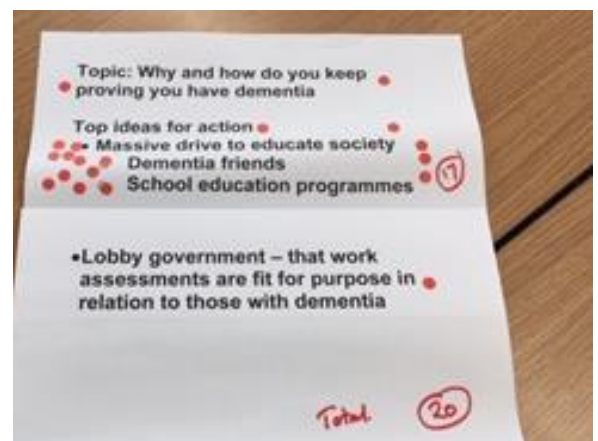 Topic: Why and how do you keep
proving you have dementia
Top ideas for action
• Massive drive to educate society
Dementia friends
School education programmes
17
•Lobby government – that work
assessments are fit for purpose in
relation to those with dementia
Total 20